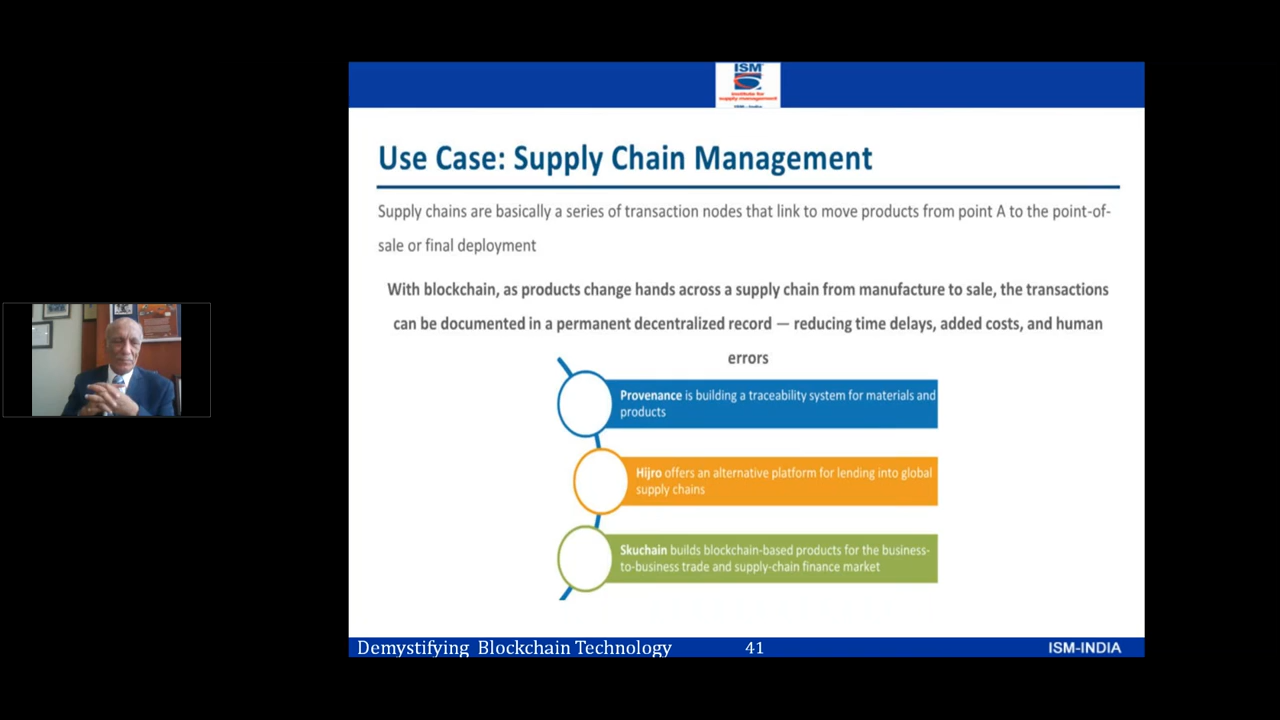 ISM
institute for
supply management
ISM-India
Use Case: Supply Chain Management
Supply chains are basically a series of transaction nodes that link to move products from point A to the point-of-
sale or final deployment
With blockchain, as products change hands across a supply chain from manufacture to sale, the transactions
can be documented in a permanent decentralized record — reducing time delays, added costs, and human
errors
Provenance is building a traceability system for materials and
products
Hijro offers an alternative platform for lending into global
supply chains
Skuchain builds blockchain-based products for the business-
to-business trade and supply-chain finance market
Demystifying Blockchain Technology 41 ISM-INDIA